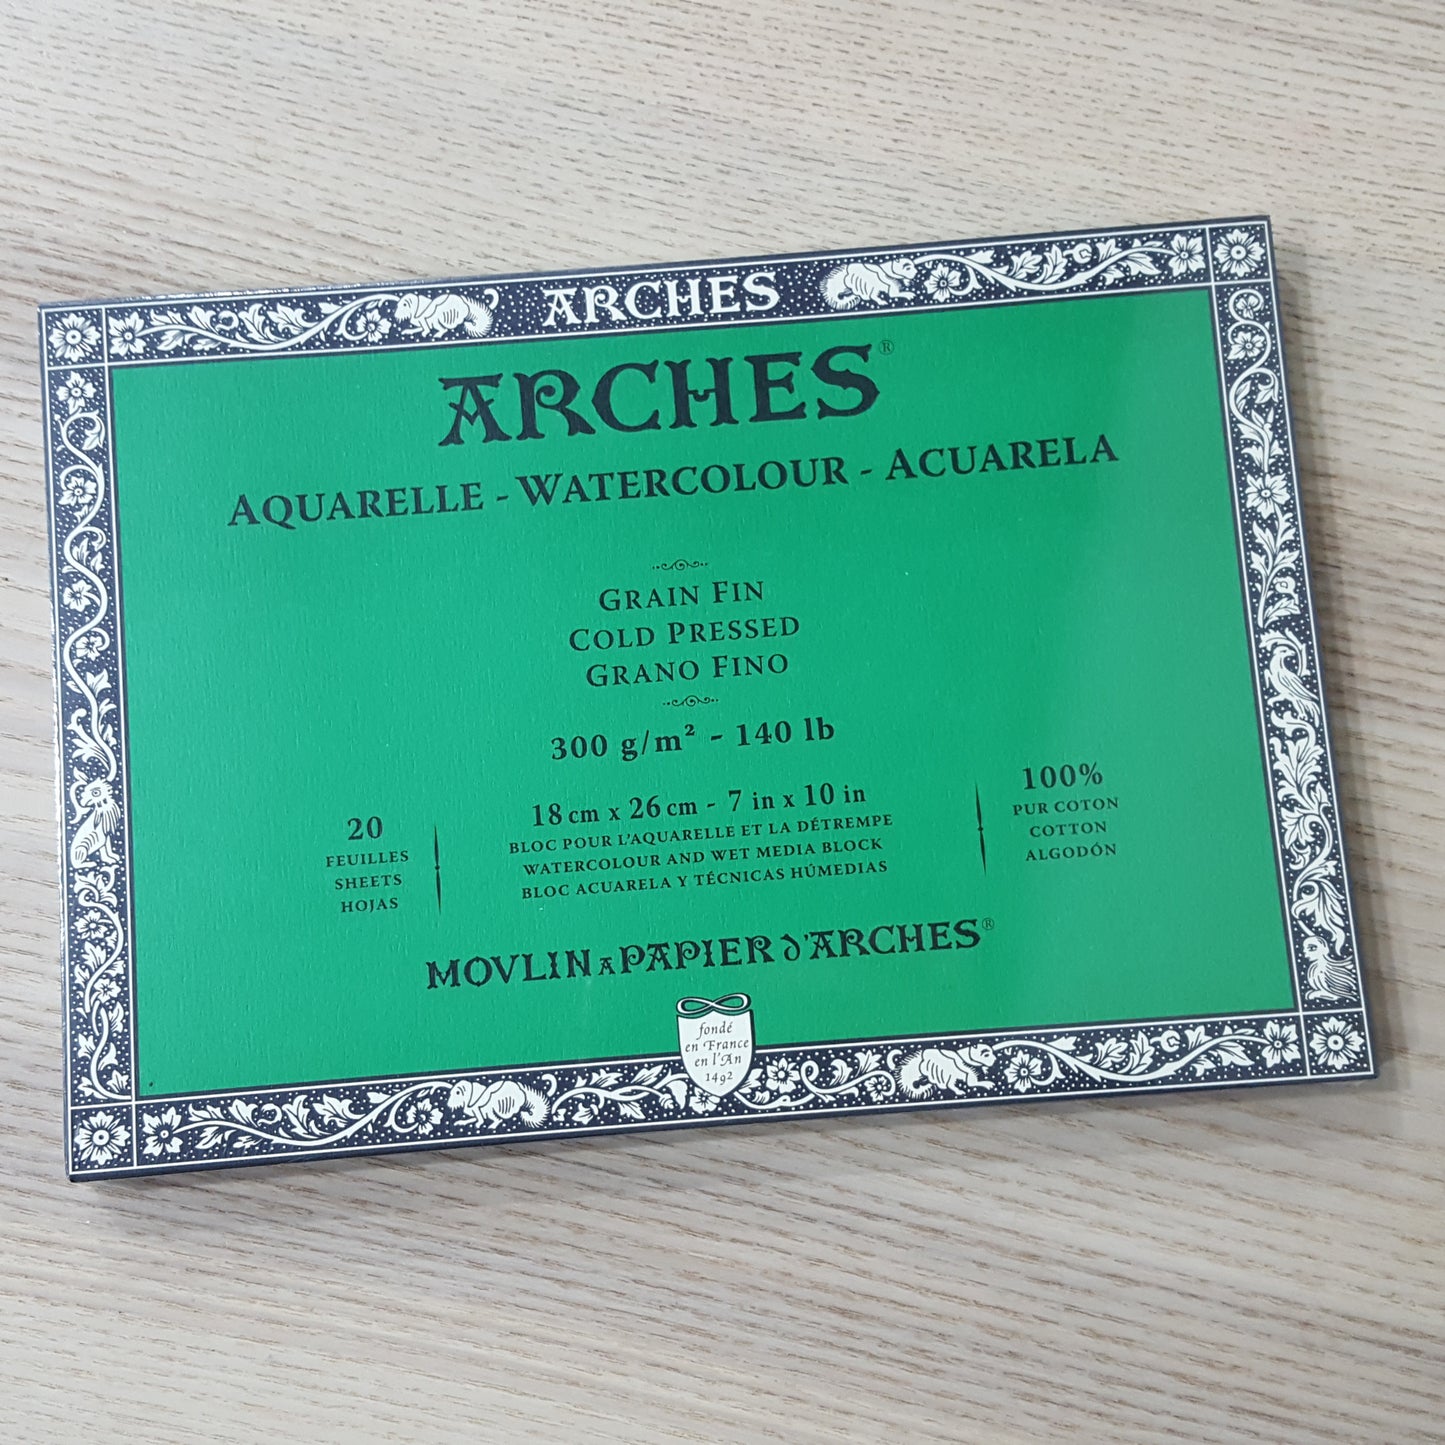 ARCHES
ARCHES®
AQUARELLE - WATERCOLOUR - ACUARELA
GRAIN FIN
COLD PRESSED
GRANO FINO
300 g/m² - 140 lb
18 cm x 26 cm - 7 in x 10 in
BLOC POUR L'AQUARELLE ET LA DÉTREMPE
WATERCOLOUR AND WET MEDIA BLOCK
BLOC ACUARELA Y TÉCNICAS HÚMEDIAS
20
FEUILLES
SHEETS
HOJAS
100%
PUR COTON
COTTON
ALGODÓN
MOVLIN A PAPIER D'ARCHES®
fondé
en France
en l'An
1492